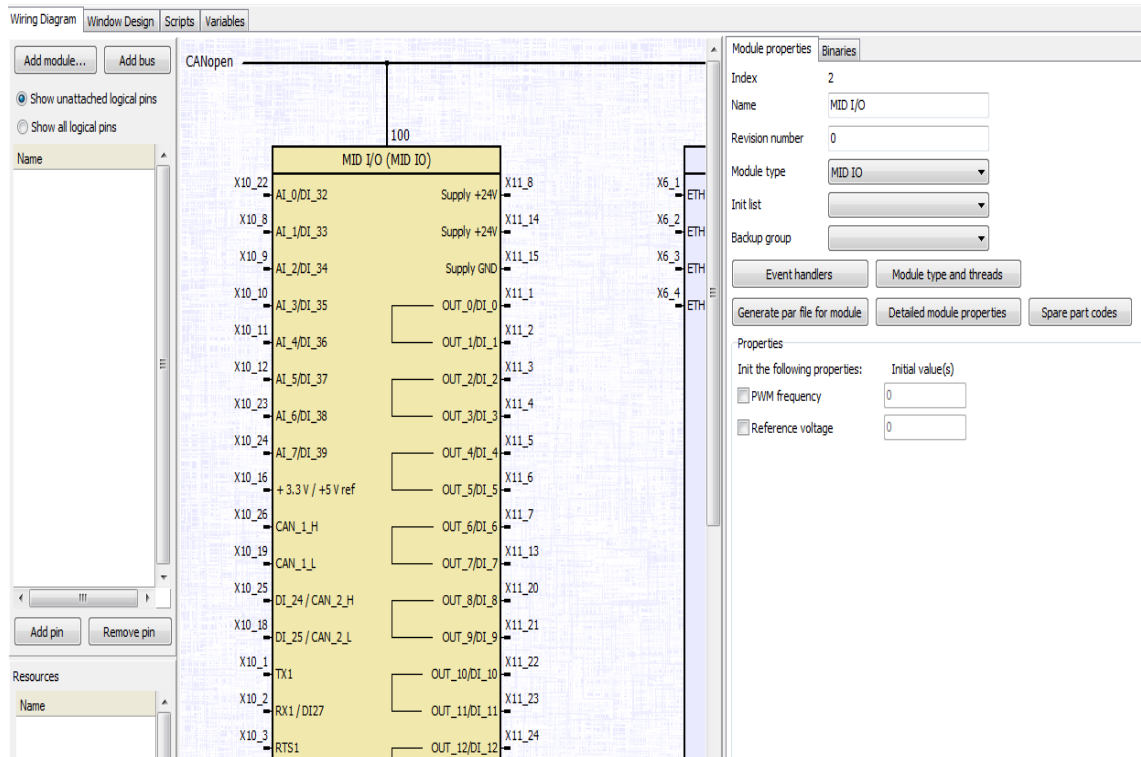 Wiring Diagram Window Design Scripts Variables
Add module... Add bus
Show unattached logical pins
Show all logical pins
Name
Add pin Remove pin
Resources
Name
CANopen
100
MID I/O (MID IO)
X10_22 AI_0/DI_32 Supply +24V X11_8
X10_8 AI_1/DI_33 Supply +24V X11_14
X10_9 AI_2/DI_34 Supply GND X11_15
X10_10 AI_3/DI_35 OUT_0/DI_0 X11_1
X10_11 AI_4/DI_36 OUT_1/DI_1 X11_2
X10_12 AI_5/DI_37 OUT_2/DI_2 X11_3
X10_23 AI_6/DI_38 OUT_3/DI_3 X11_4
X10_24 AI_7/DI_39 OUT_4/DI_4 X11_5
X10_16 + 3.3 V / +5 V ref OUT_5/DI_5 X11_6
X10_26 CAN_1_H OUT_6/DI_6 X11_7
X10_19 CAN_1_L OUT_7/DI_7 X11_13
X10_25 DI_24 / CAN_2_H OUT_8/DI_8 X11_20
X10_18 DI_25 / CAN_2_L OUT_9/DI_9 X11_21
X10_1 TX1 OUT_10/DI_10 X11_22
X10_2 RX1 / DI27 OUT_11/DI_11 X11_23
X10_3 RTS1 OUT_12/DI_12 X11_24
X6_1 ETH
X6_2 ETH
X6_3 ETH
X6_4 ETH
Module properties Binaries
Index 2
Name MID I/O
Revision number 0
Module type MID IO
Init list
Backup group
Event handlers Module type and threads
Generate par file for module Detailed module properties Spare part codes
Properties
Init the following properties: Initial value(s)
PWM frequency 0
Reference voltage 0